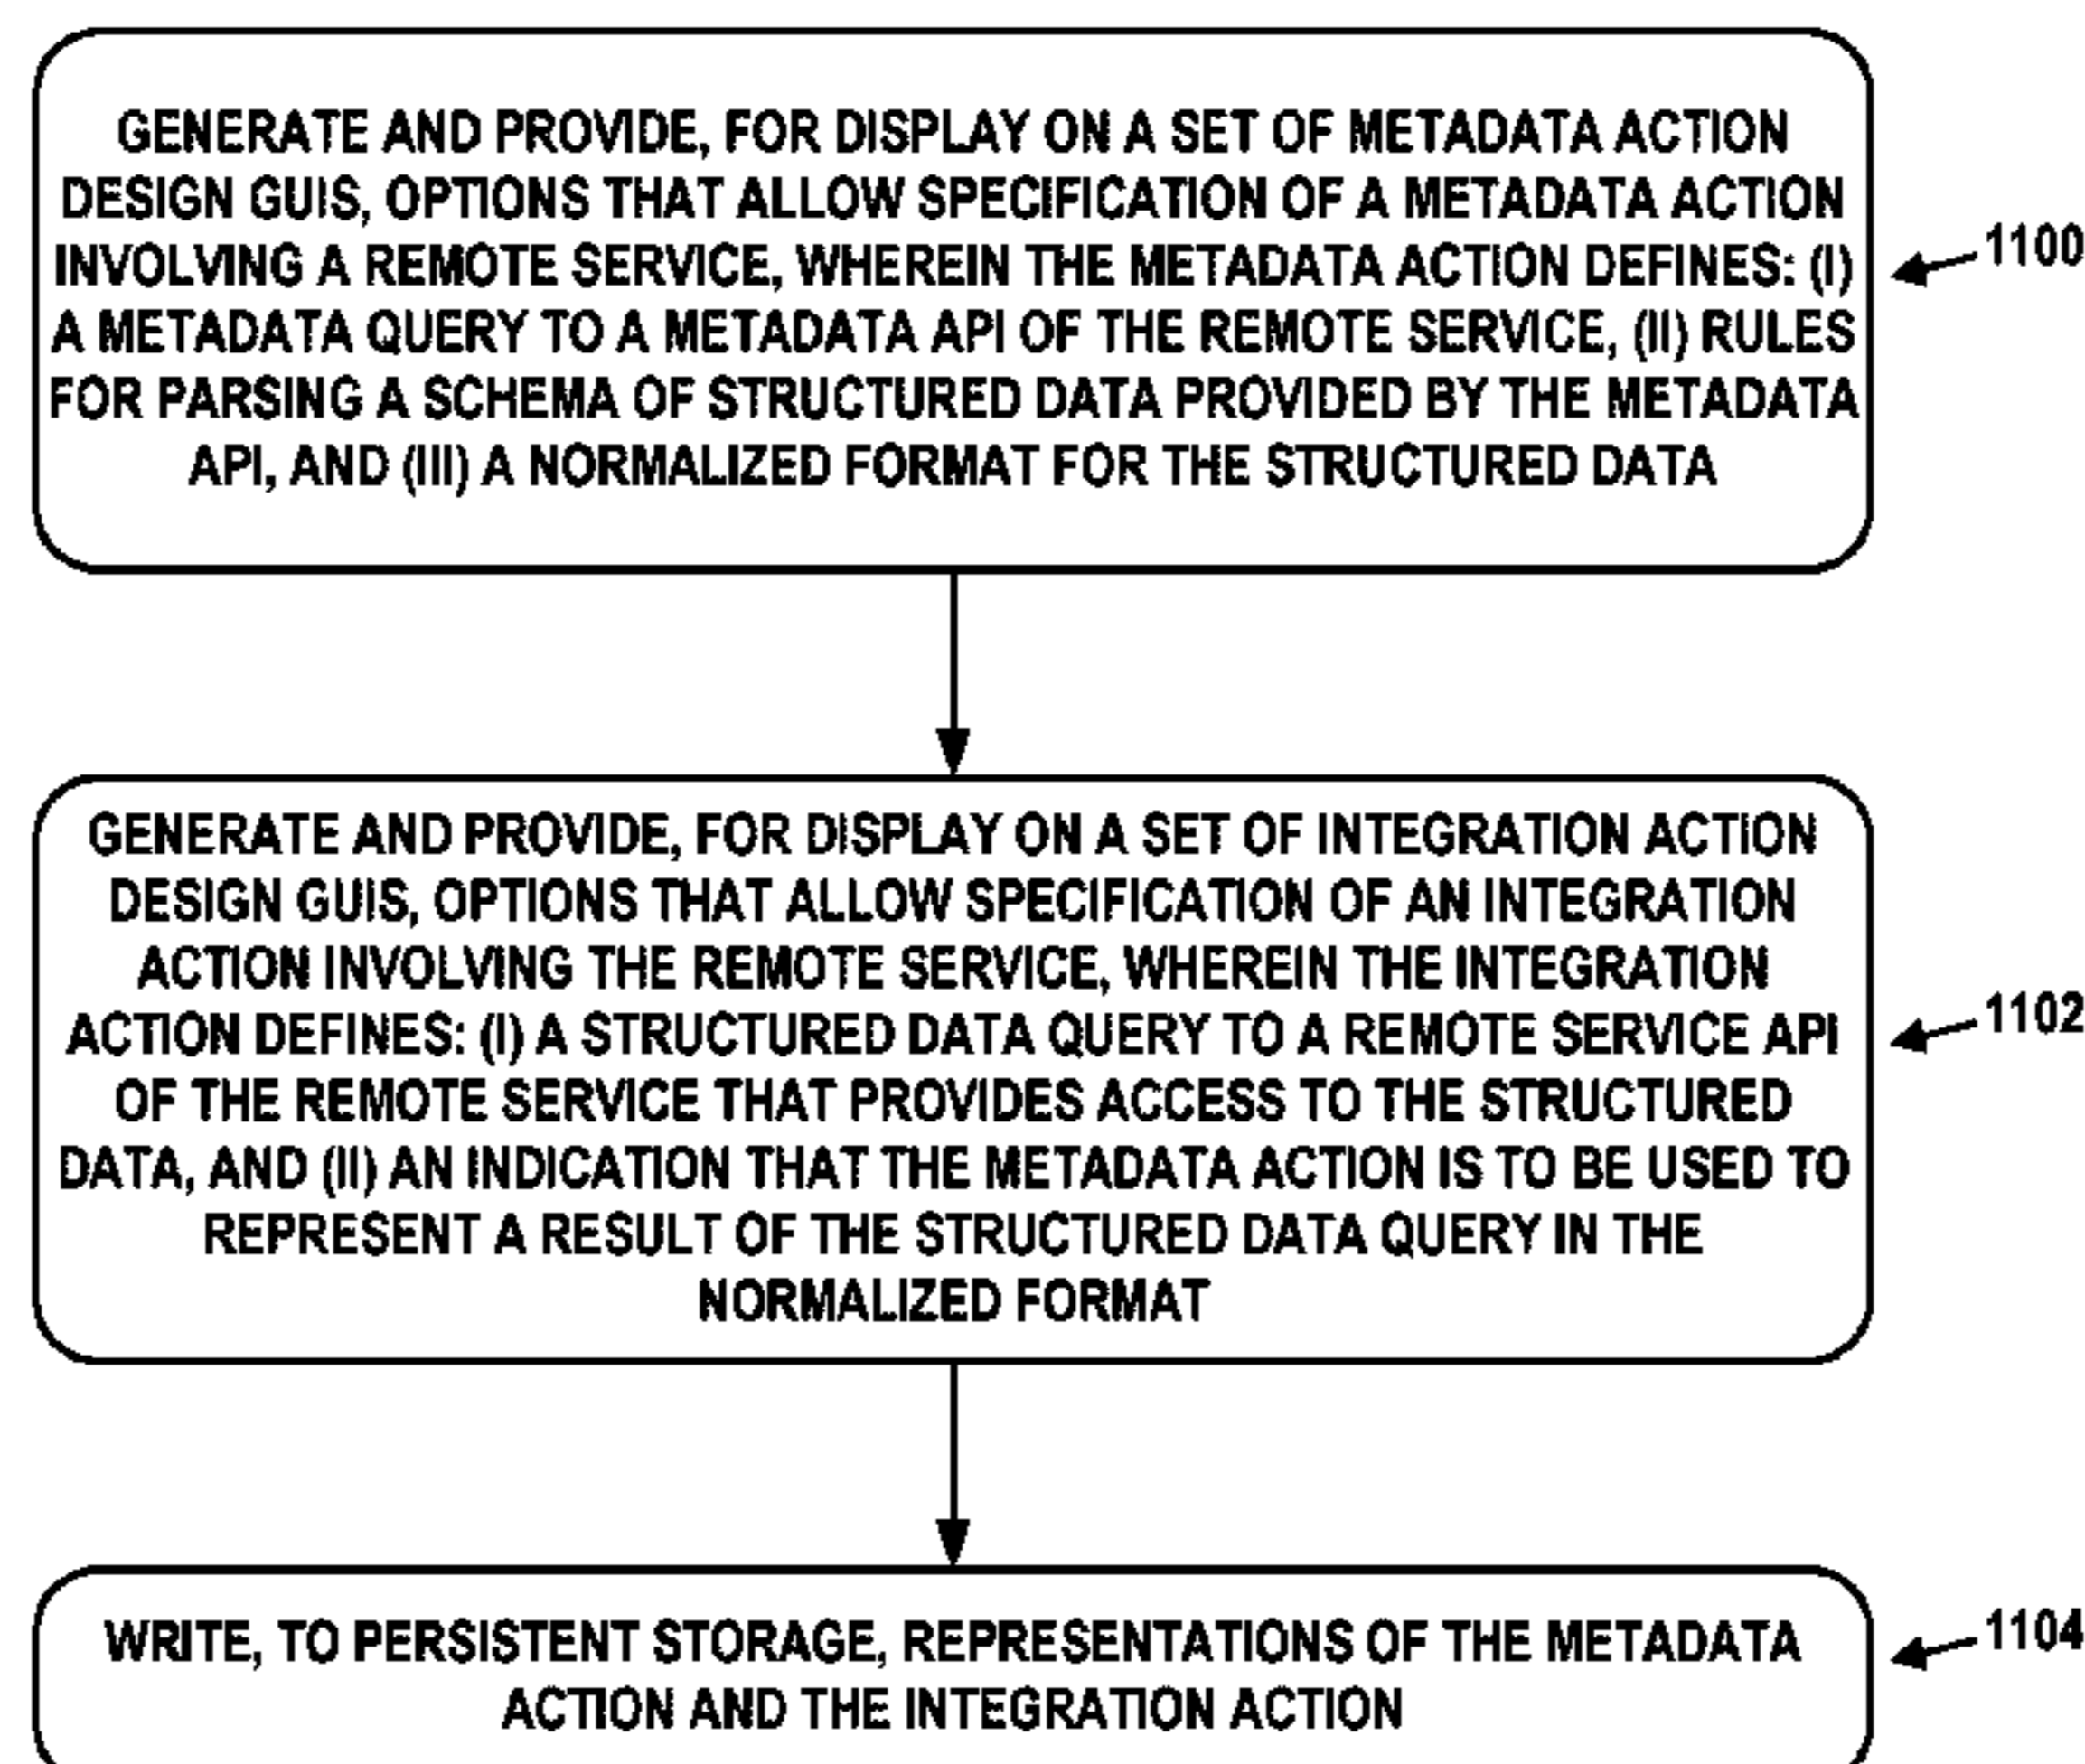 GENERATE AND PROVIDE, FOR DISPLAY ON A SET OF METADATA ACTION
DESIGN GUIS, OPTIONS THAT ALLOW SPECIFICATION OF A METADATA ACTION
INVOLVING A REMOTE SERVICE, WHEREIN THE METADATA ACTION DEFINES: (I)
A METADATA QUERY TO A METADATA API OF THE REMOTE SERVICE, (II) RULES
FOR PARSING A SCHEMA OF STRUCTURED DATA PROVIDED BY THE METADATA
API, AND (III) A NORMALIZED FORMAT FOR THE STRUCTURED DATA
1100
GENERATE AND PROVIDE, FOR DISPLAY ON A SET OF INTEGRATION ACTION
DESIGN GUIS, OPTIONS THAT ALLOW SPECIFICATION OF AN INTEGRATION
ACTION INVOLVING THE REMOTE SERVICE, WHEREIN THE INTEGRATION
ACTION DEFINES: (I) A STRUCTURED DATA QUERY TO A REMOTE SERVICE API
OF THE REMOTE SERVICE THAT PROVIDES ACCESS TO THE STRUCTURED
DATA, AND (II) AN INDICATION THAT THE METADATA ACTION IS TO BE USED TO
REPRESENT A RESULT OF THE STRUCTURED DATA QUERY IN THE
NORMALIZED FORMAT
1102
WRITE, TO PERSISTENT STORAGE, REPRESENTATIONS OF THE METADATA
ACTION AND THE INTEGRATION ACTION
1104